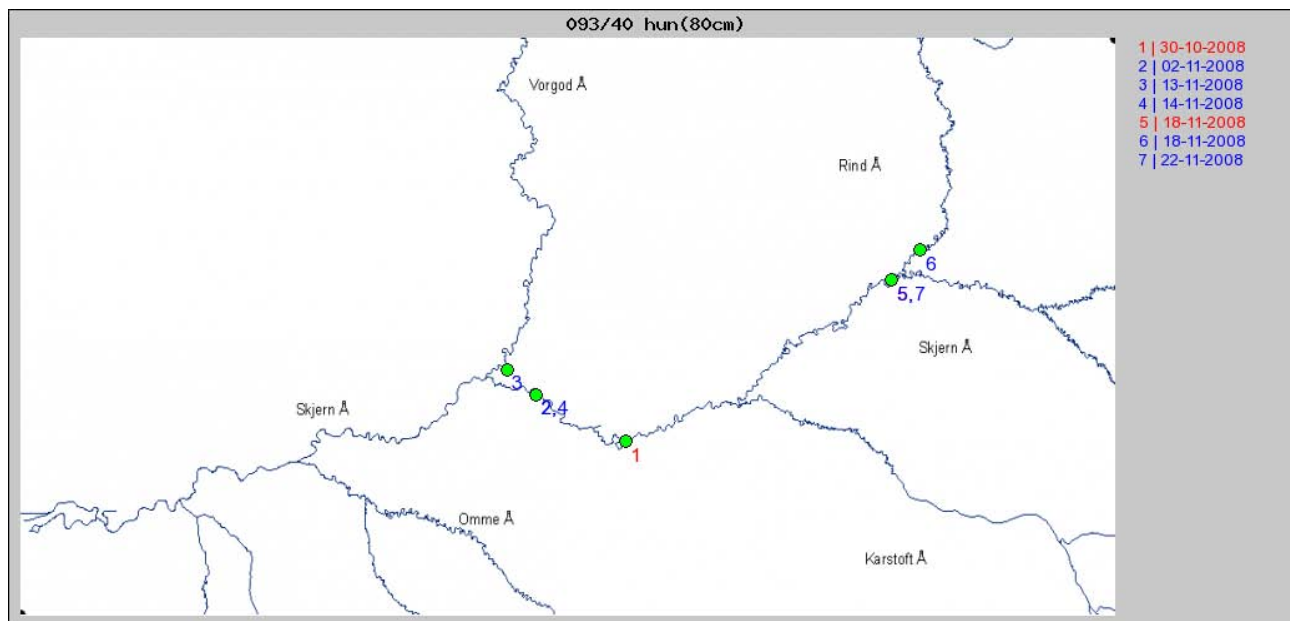 093/40 hun(80cm)
1 | 30-10-2008
2 | 02-11-2008
3 | 13-11-2008
4 | 14-11-2008
5 | 18-11-2008
6 | 18-11-2008
7 | 22-11-2008
Vorgod Å
Rind Å
6
5,7
Skjern Å
3
2,4
Skjern Å
1
Omme Å
Karstoft Å